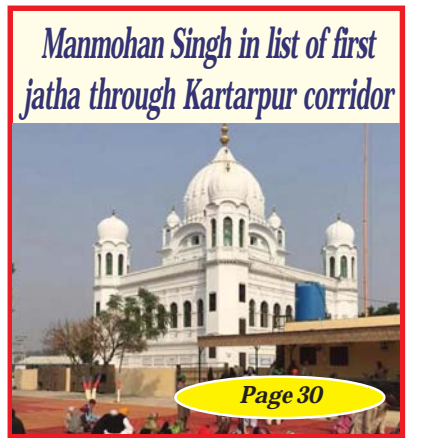 Manmohan Singh in list of first
jatha through Kartarpur corridor
Page 30